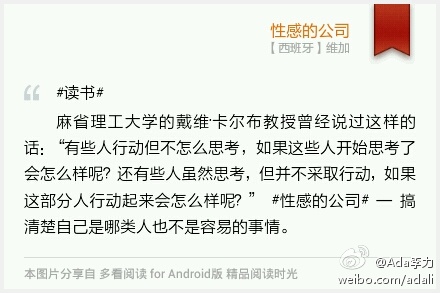 性感的公司
【西班牙】维加
“ #读书#
麻省理工大学的戴维·卡尔布教授曾经说过这样的
话：“有些人行动但不怎么思考，如果这些人开始思考了
会怎么样呢？还有些人虽然思考，但并不采取行动，如果
这部分人行动起来会怎么样呢？” #性感的公司# — 搞
清楚自己是哪类人也不是容易的事情。
本图片分享自 多看阅读 for Android版 精品阅读时光
@Ada李力
weibo.com/adali